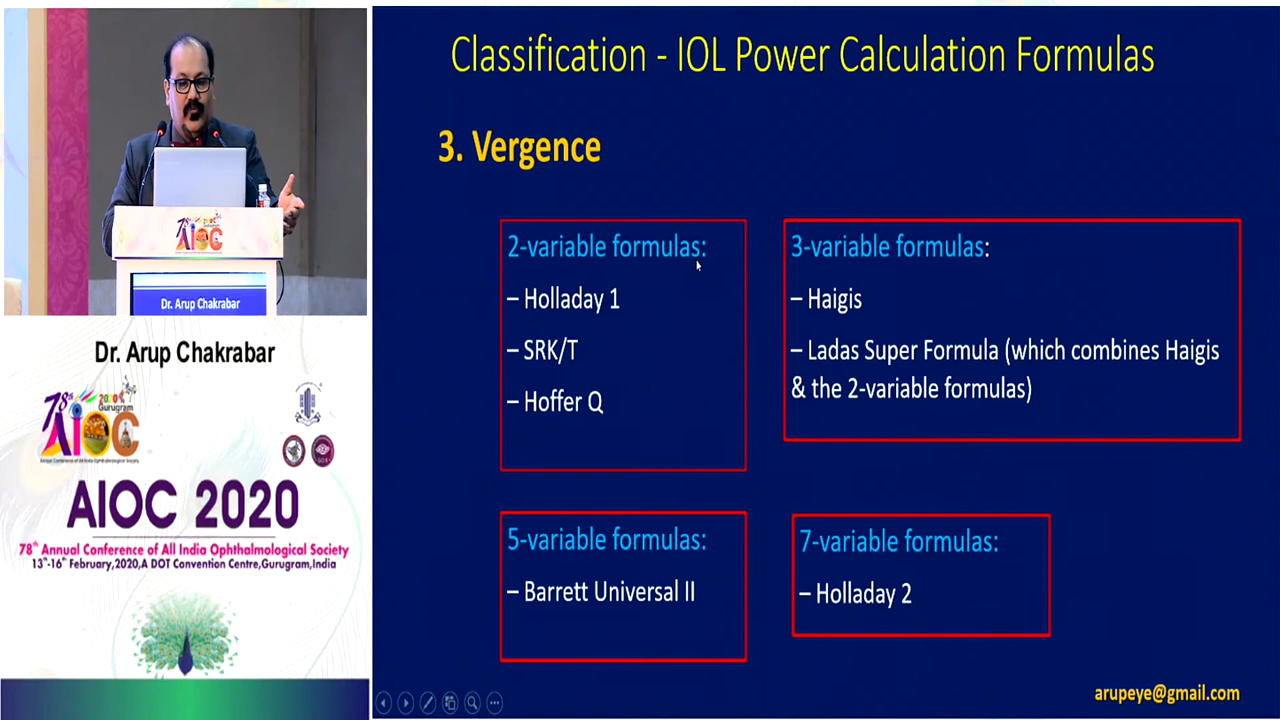 Classification - IOL Power Calculation Formulas
3. Vergence
2-variable formulas:
– Holladay 1
– SRK/T
– Hoffer Q
3-variable formulas:
– Haigis
– Ladas Super Formula (which combines Haigis
& the 2-variable formulas)
5-variable formulas:
– Barrett Universal II
7-variable formulas:
– Holladay 2
arupeye@gmail.com
Dr. Arup Chakrabar
Dr. Arup Chakrabar
78th 2020
Gurugram
AIOC
AIOC 2020
78th Annual Conference of All India Ophthalmological Society
13th-16th February,2020,A DOT Convention Centre,Gurugram,India